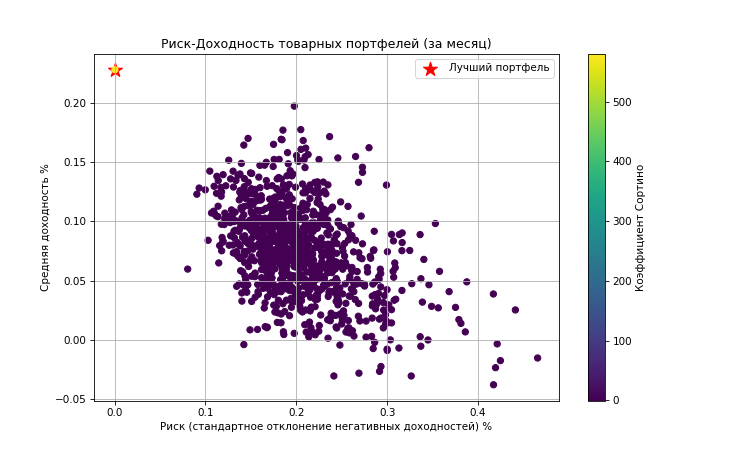 Риск-Доходность товарных портфелей (за месяц)
Лучший портфель
Средняя доходность %
0.20
0.15
0.10
0.05
0.00
−0.05
0.0 0.1 0.2 0.3 0.4
Риск (стандартное отклонение негативных доходностей) %
500
400
300
200
100
0
Коэффициент Сортино